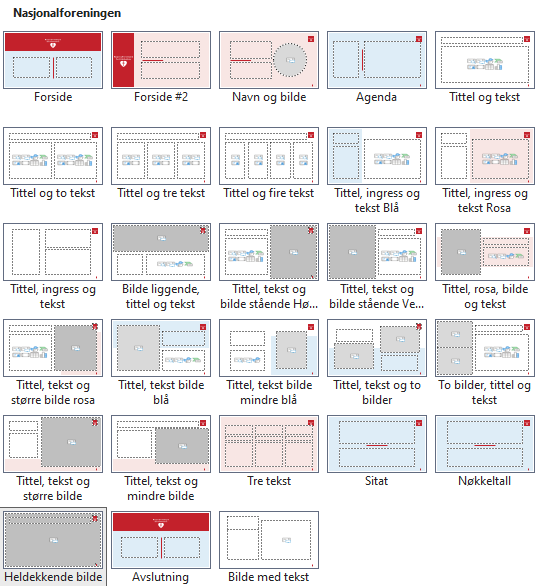 Nasjonalforeningen
Forside
Forside #2
Navn og bilde
Agenda
Tittel og tekst
Tittel og to tekst
Tittel og tre tekst
Tittel og fire tekst
Tittel, ingress og
tekst Blå
Tittel, ingress og
tekst Rosa
Tittel, ingress og
tekst
Bilde liggende,
tittel og tekst
Tittel, tekst og
bilde stående Hø...
Tittel, tekst og
bilde stående Ve...
Tittel, rosa, bilde
og tekst
Tittel, tekst og
større bilde rosa
Tittel, tekst bilde
blå
Tittel, tekst bilde
mindre blå
Tittel, tekst og to
bilder
To bilder, tittel og
tekst
Tittel, tekst og
større bilde
Tittel, tekst og
mindre bilde
Tre tekst
Sitat
Nøkkeltall
Heldekkende bilde
Avslutning
Bilde med tekst